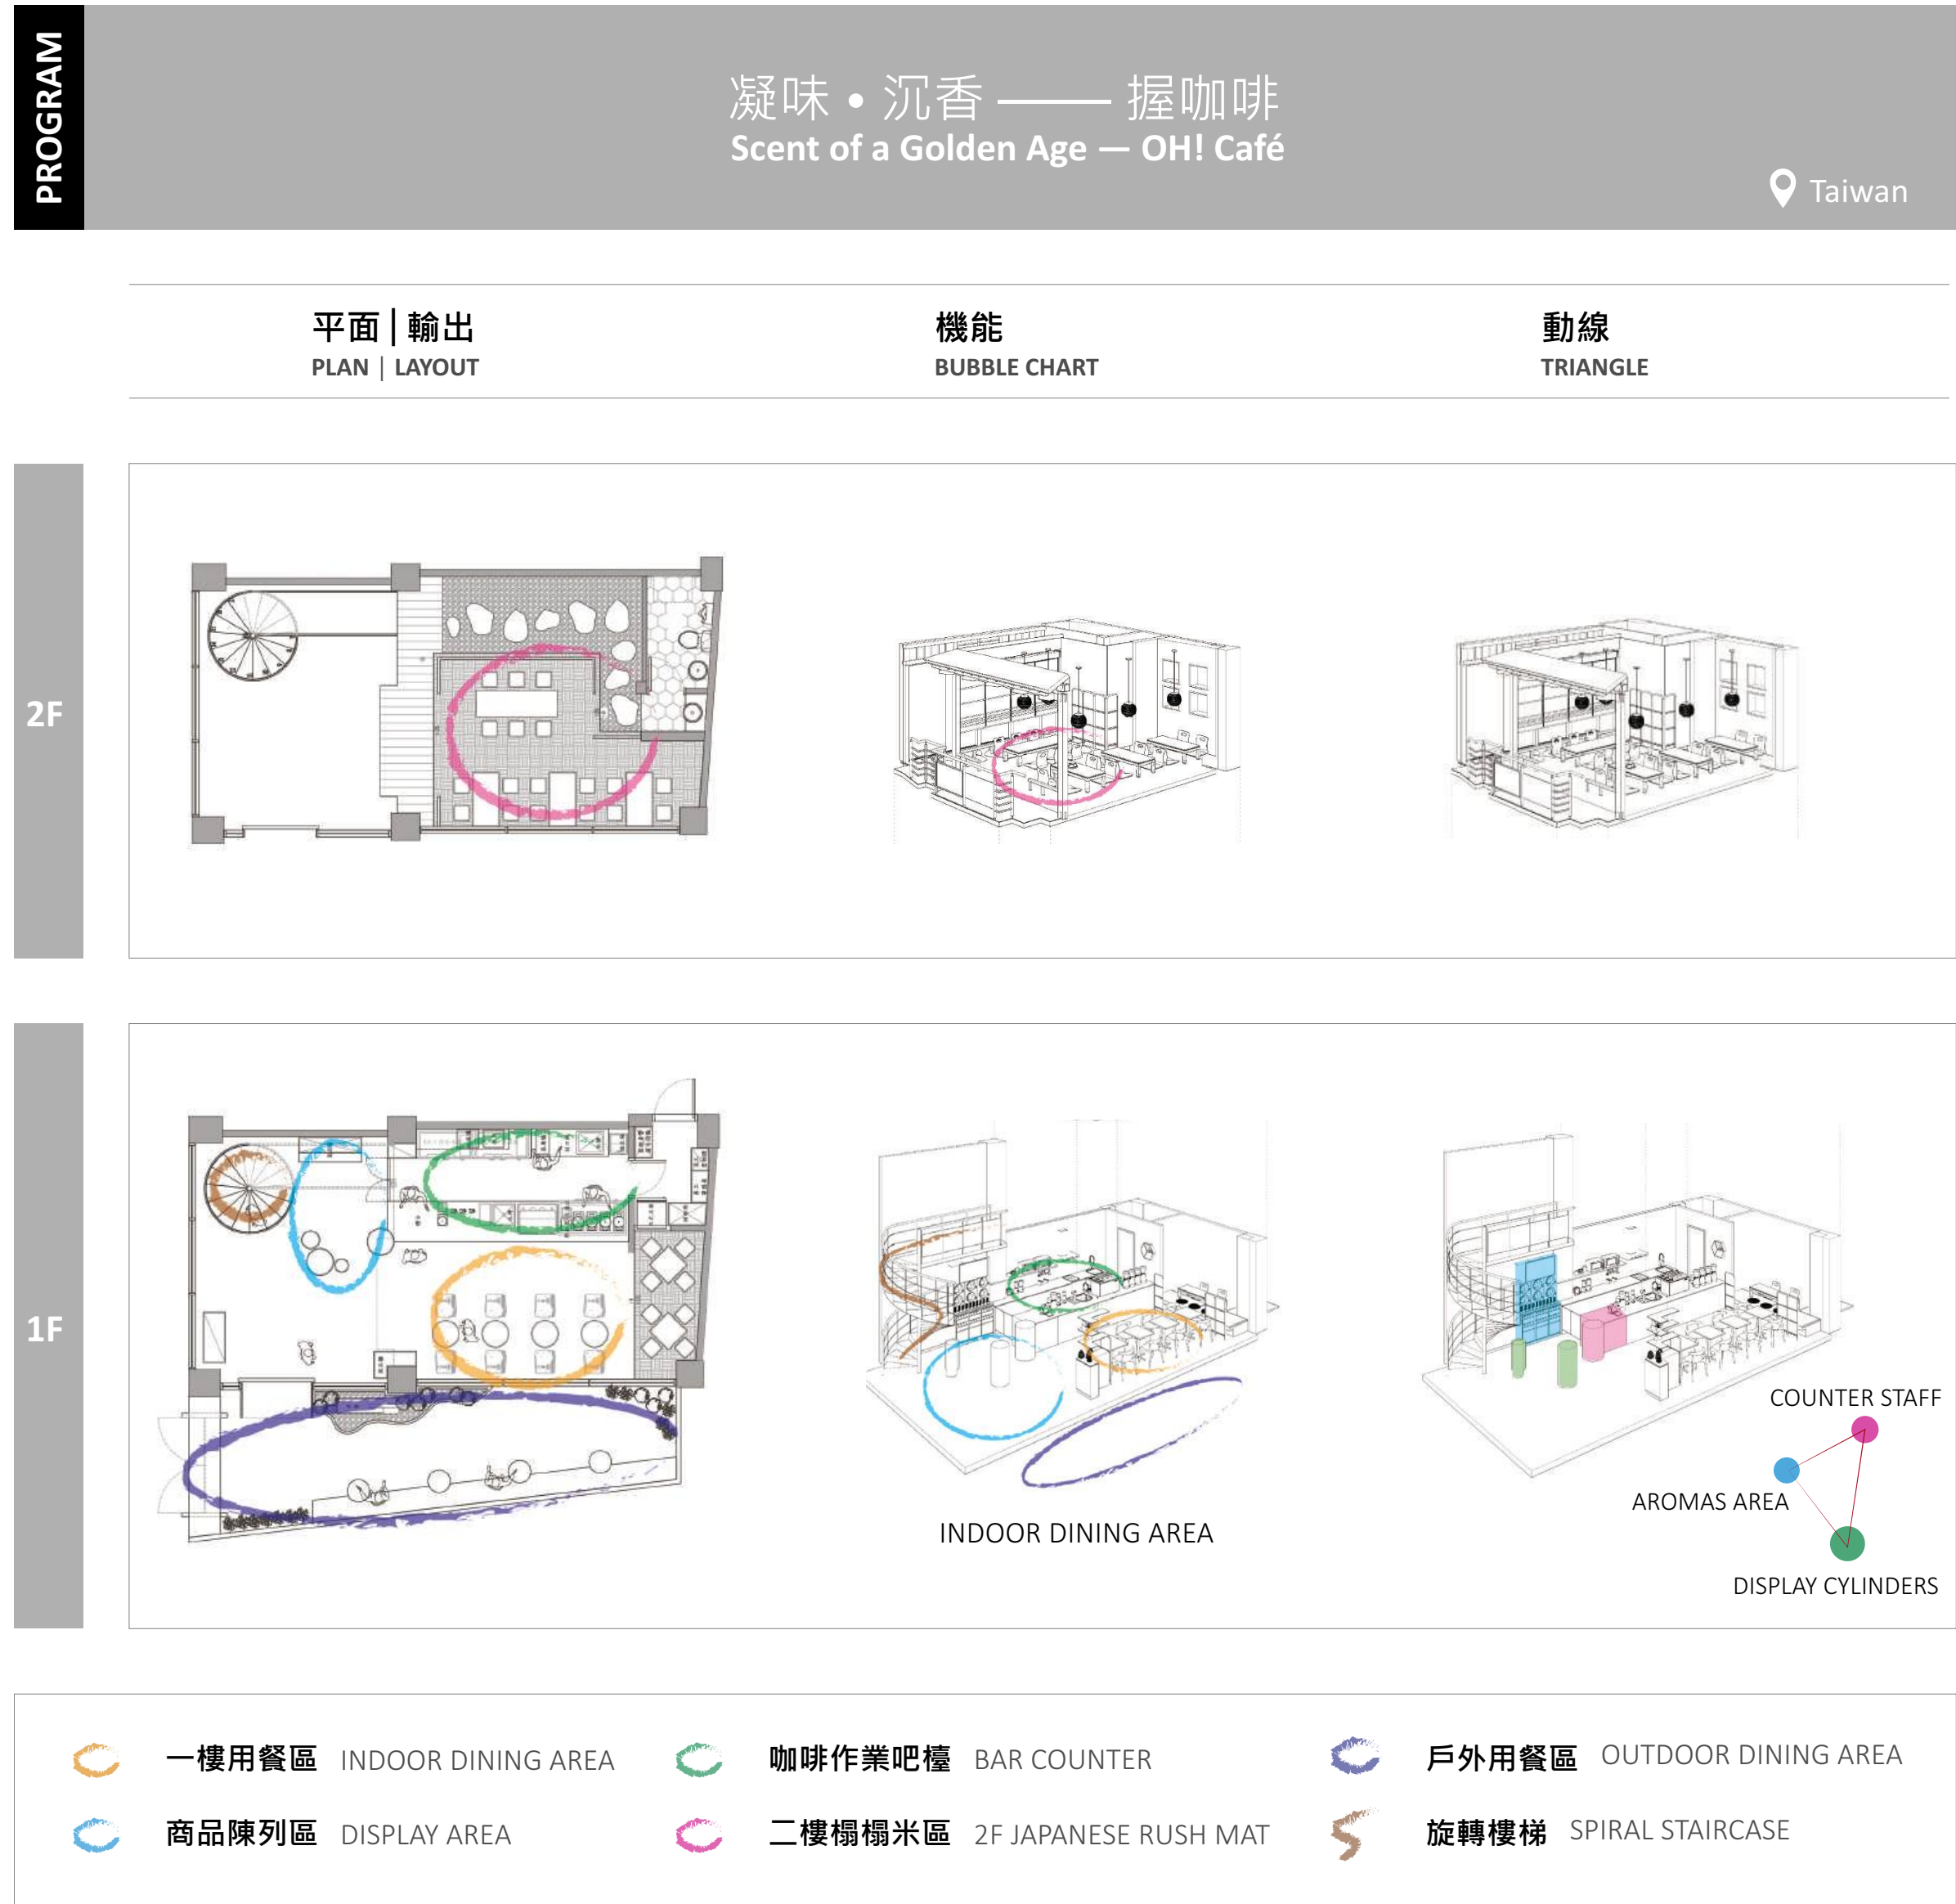 PROGRAM
凝味•沉香 —— 握咖啡
Scent of a Golden Age — OH! Café
Taiwan
平面|輸出
PLAN | LAYOUT
機能
BUBBLE CHART
動線
TRIANGLE
2F
1F
INDOOR DINING AREA
COUNTER STAFF
AROMAS AREA
DISPLAY CYLINDERS
一樓用餐區 INDOOR DINING AREA
咖啡作業吧檯 BAR COUNTER
戶外用餐區 OUTDOOR DINING AREA
商品陳列區 DISPLAY AREA
二樓榻榻米區 2F JAPANESE RUSH MAT
旋轉樓梯 SPIRAL STAIRCASE